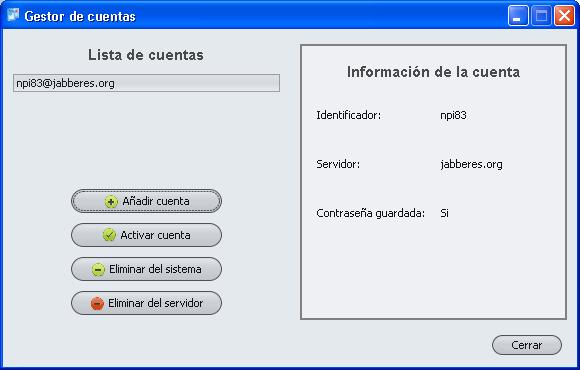 Gestor de cuentas
Lista de cuentas
npi83@jabberes.org
Añadir cuenta
Activar cuenta
Eliminar del sistema
Eliminar del servidor
Información de la cuenta
Identificador: npi83
Servidor: jabberes.org
Contraseña guardada: Si
Cerrar